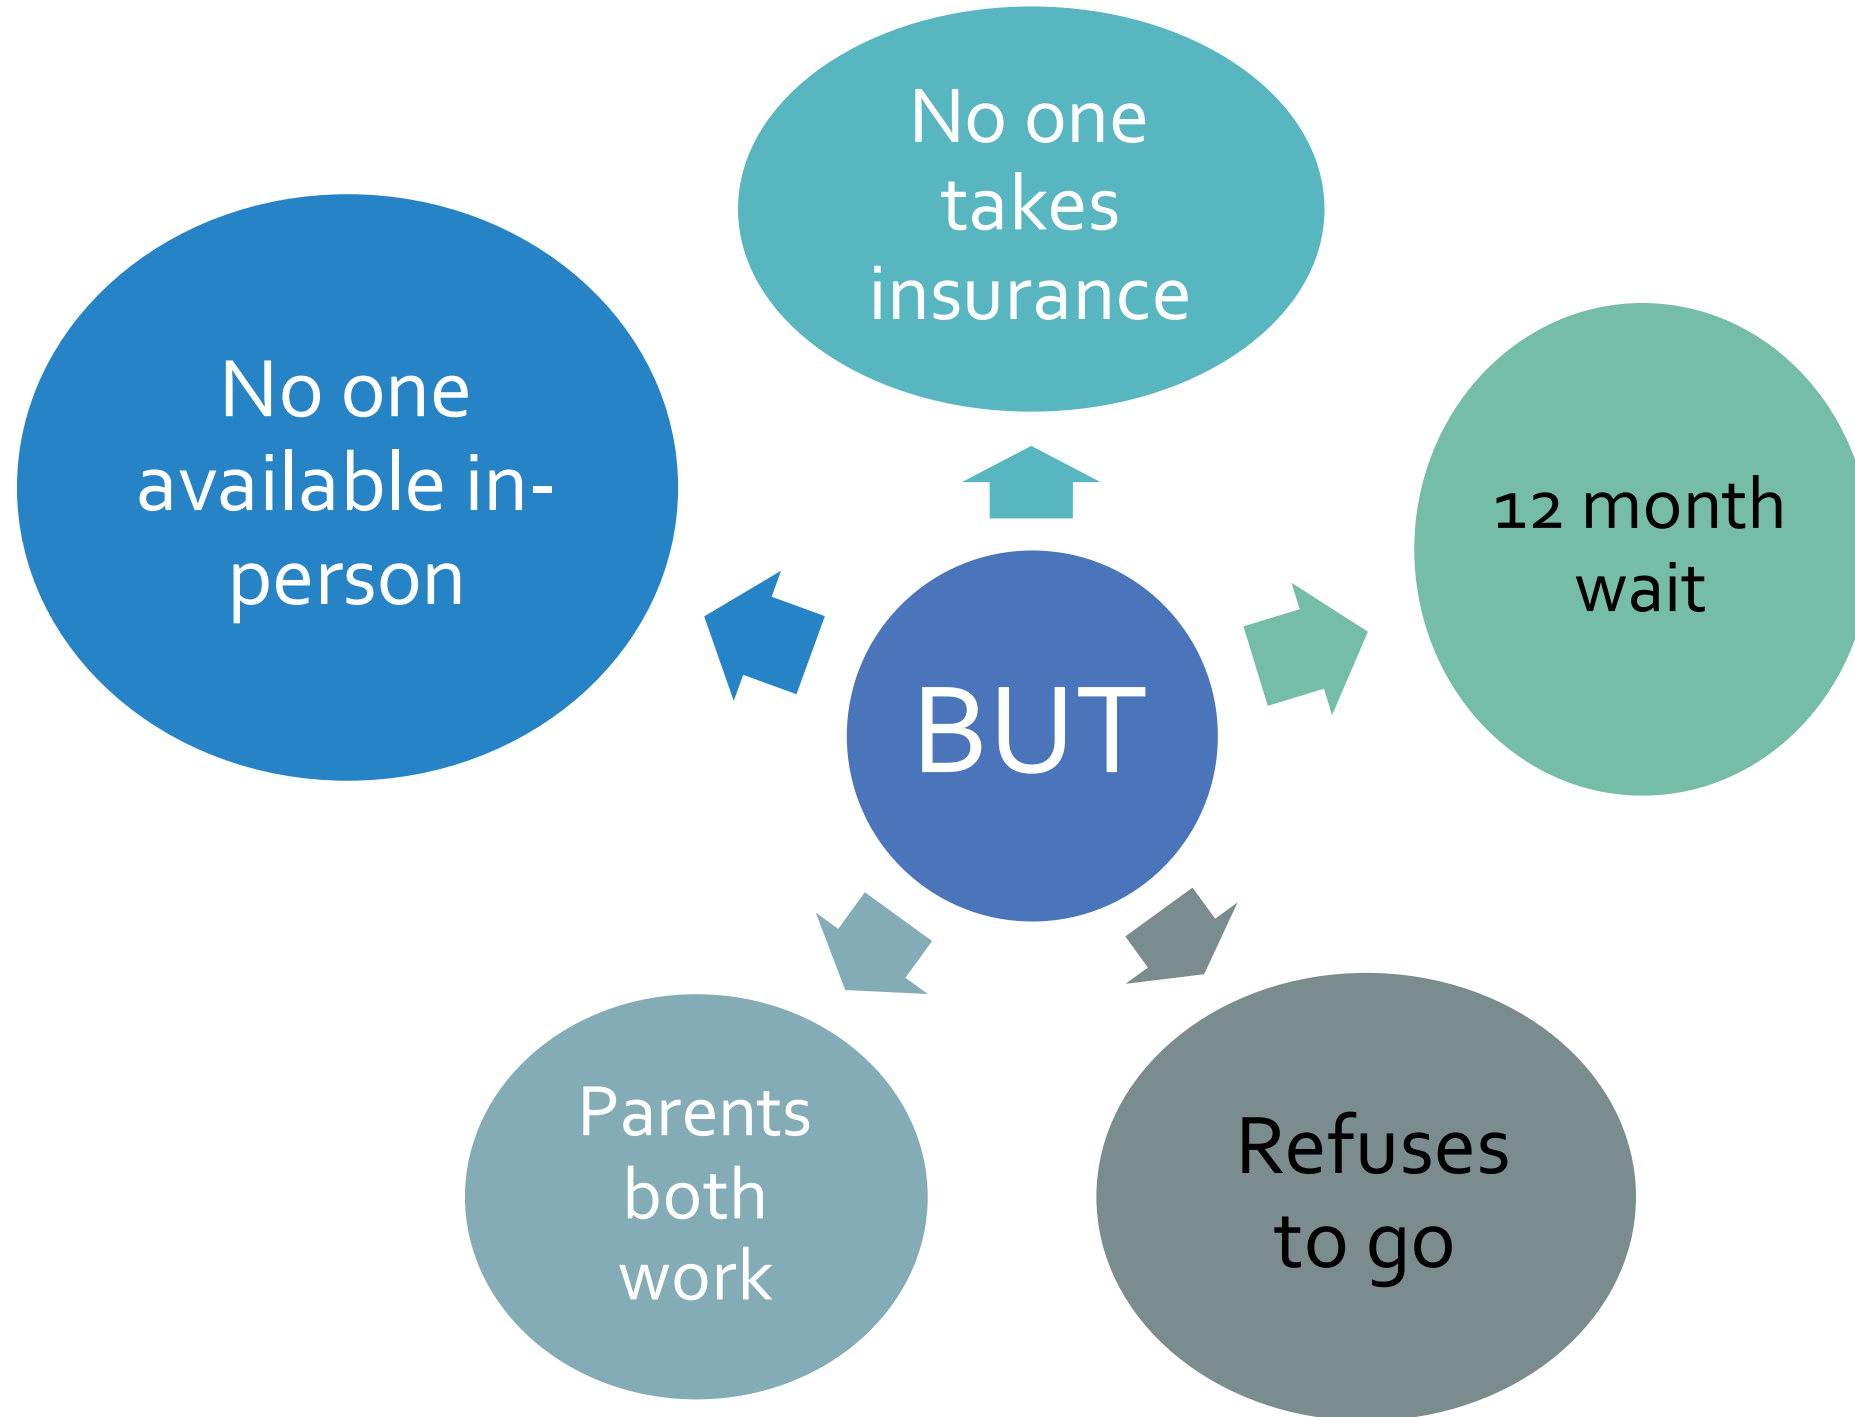 No one
takes
insurance
No one
available in-
person
12 month
wait
BUT
Parents
both
work
Refuses
to go